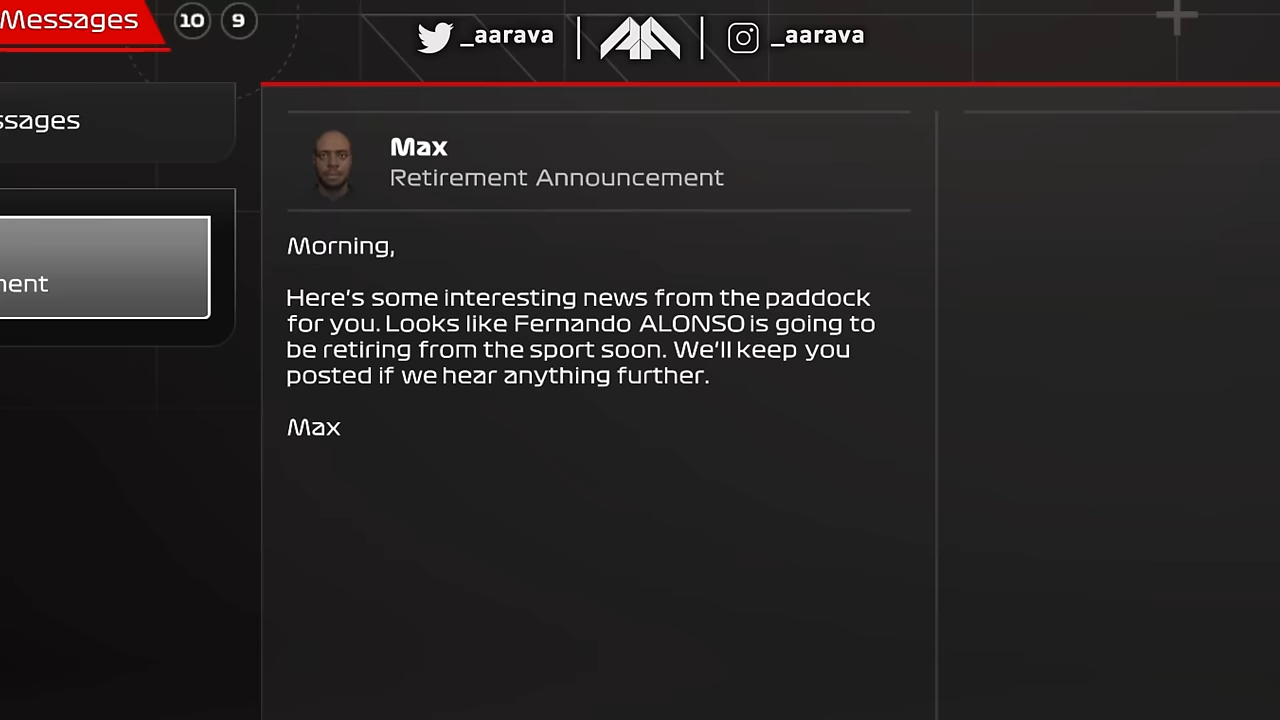 Messages 10 9
_aarava _aarava
ssages
Max
Retirement Announcement
nent
Morning,
Here's some interesting news from the paddock
for you. Looks like Fernando ALONSO is going to
be retiring from the sport soon. We'll keep you
posted if we hear anything further.
Max